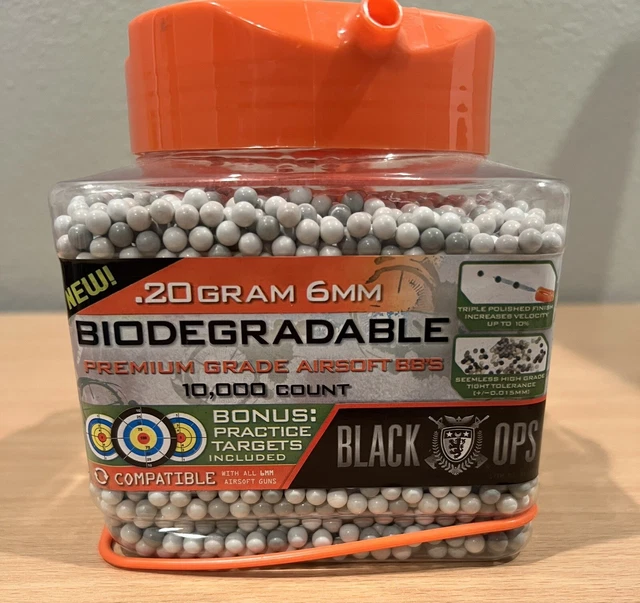 NEW!
.20 GRAM 6MM
BIODEGRADABLE
PREMIUM GRADE AIRSOFT BB'S
10,000 COUNT
TRIPLE POLISHED FINISH
INCREASES VELOCITY
UP TO 10%
SEEMLESS HIGH GRADE
TIGHT TOLERANCE
(+/-0.015MM)
BONUS:
PRACTICE
TARGETS
INCLUDED
BLACK OPS
COMPATIBLE WITH ALL 6MM
AIRSOFT GUNS